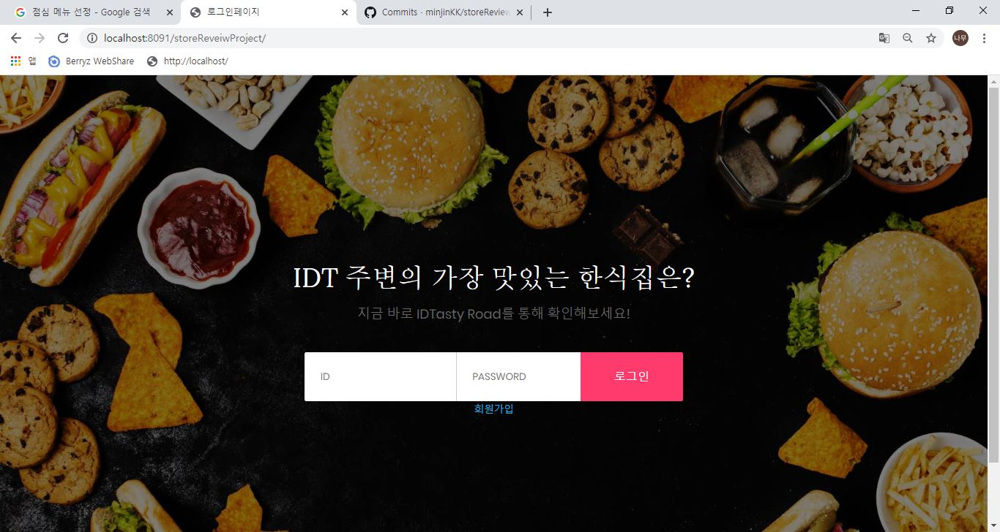 점심 메뉴 선정 - Google 검색
로그인페이지
Commits · minjinKK/storeReview
localhost:8091/storeReveiwProject/
나무
앱
Berryz WebShare
http://localhost/
IDT 주변의 가장 맛있는 한식집은?
지금 바로 IDTasty Road를 통해 확인해보세요!
ID
PASSWORD
로그인
회원가입